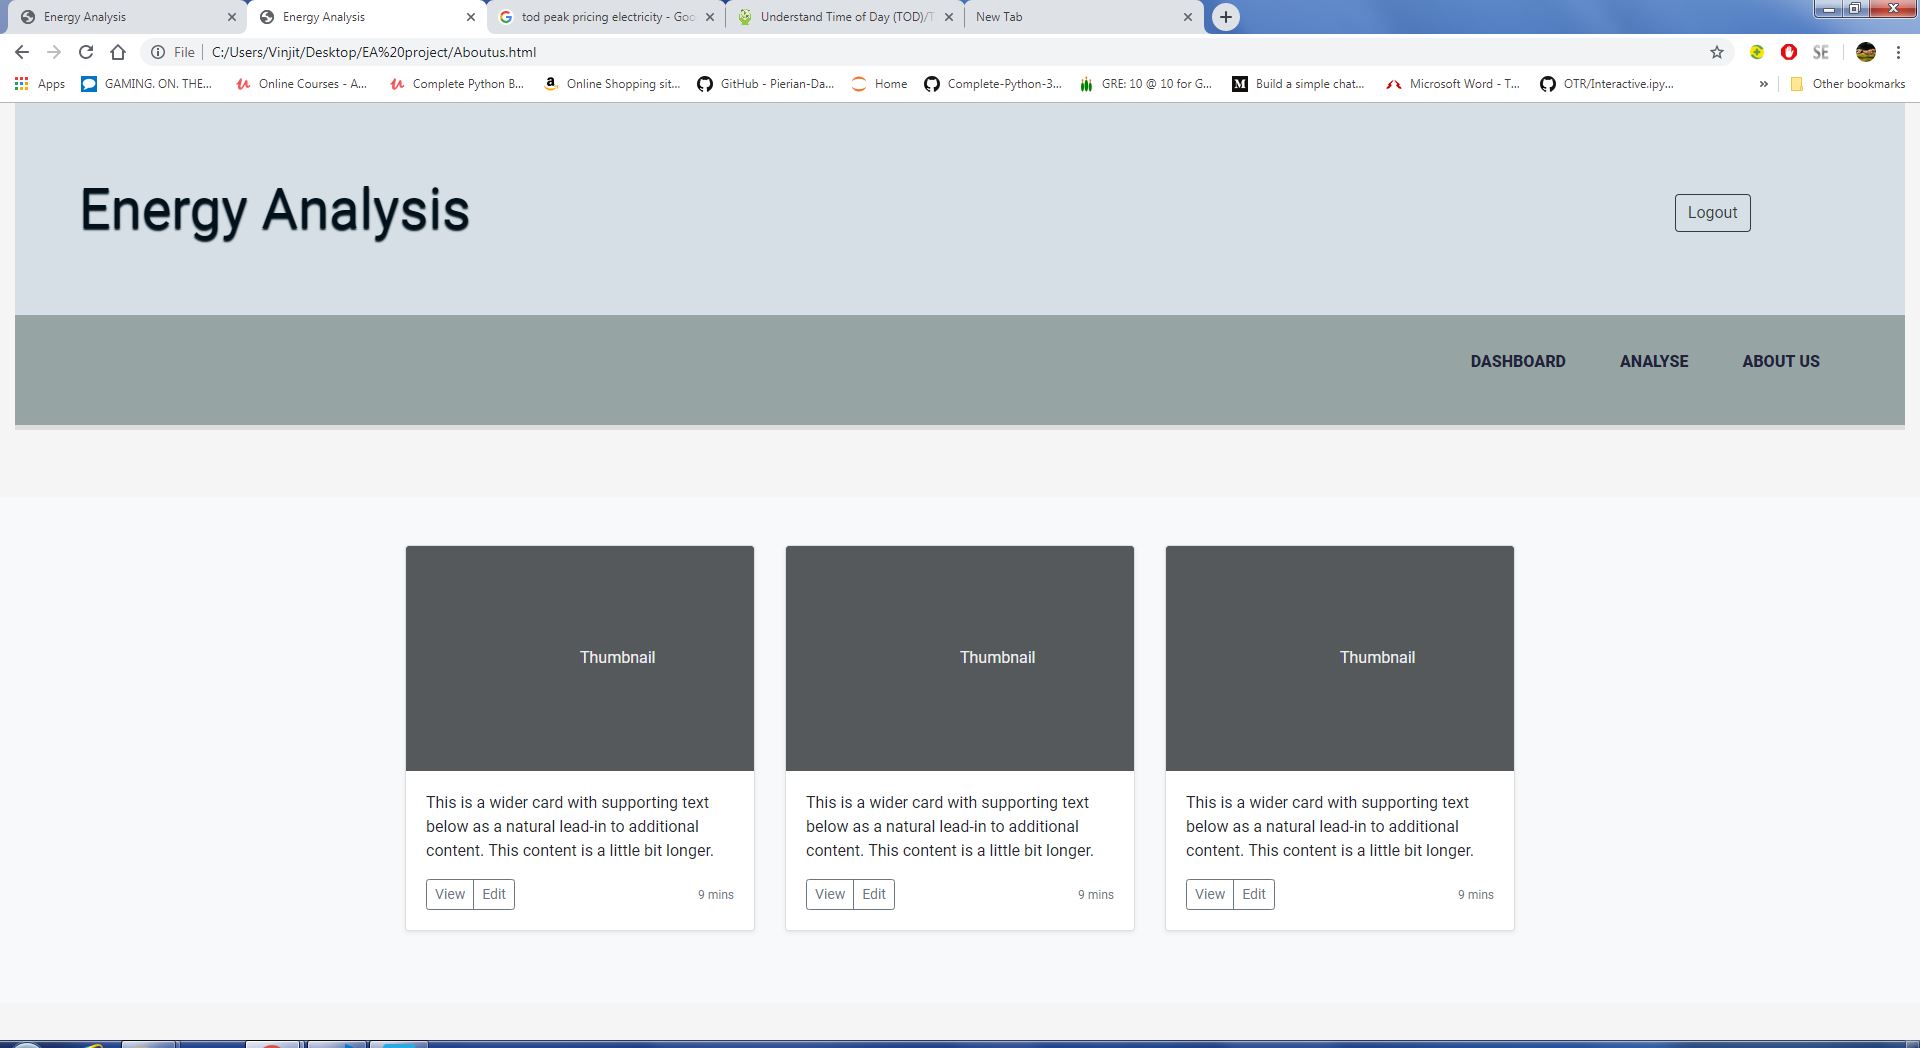 Energy Analysis
Energy Analysis
tod peak pricing electricity - Goo
Understand Time of Day (TOD)/T
New Tab
File
C:/Users/Vinjit/Desktop/EA%20project/Aboutus.html
SE
Apps
GAMING. ON. THE...
Online Courses - A...
Complete Python B...
Online Shopping sit...
GitHub - Pierian-Da...
Home
Complete-Python-3...
GRE: 10 @ 10 for G...
Build a simple chat...
Microsoft Word - T...
OTR/Interactive.ipy...
»
Other bookmarks
Energy Analysis
Logout
DASHBOARD
ANALYSE
ABOUT US
Thumbnail
This is a wider card with supporting text
below as a natural lead-in to additional
content. This content is a little bit longer.
View
Edit
9 mins
Thumbnail
This is a wider card with supporting text
below as a natural lead-in to additional
content. This content is a little bit longer.
View
Edit
9 mins
Thumbnail
This is a wider card with supporting text
below as a natural lead-in to additional
content. This content is a little bit longer.
View
Edit
9 mins